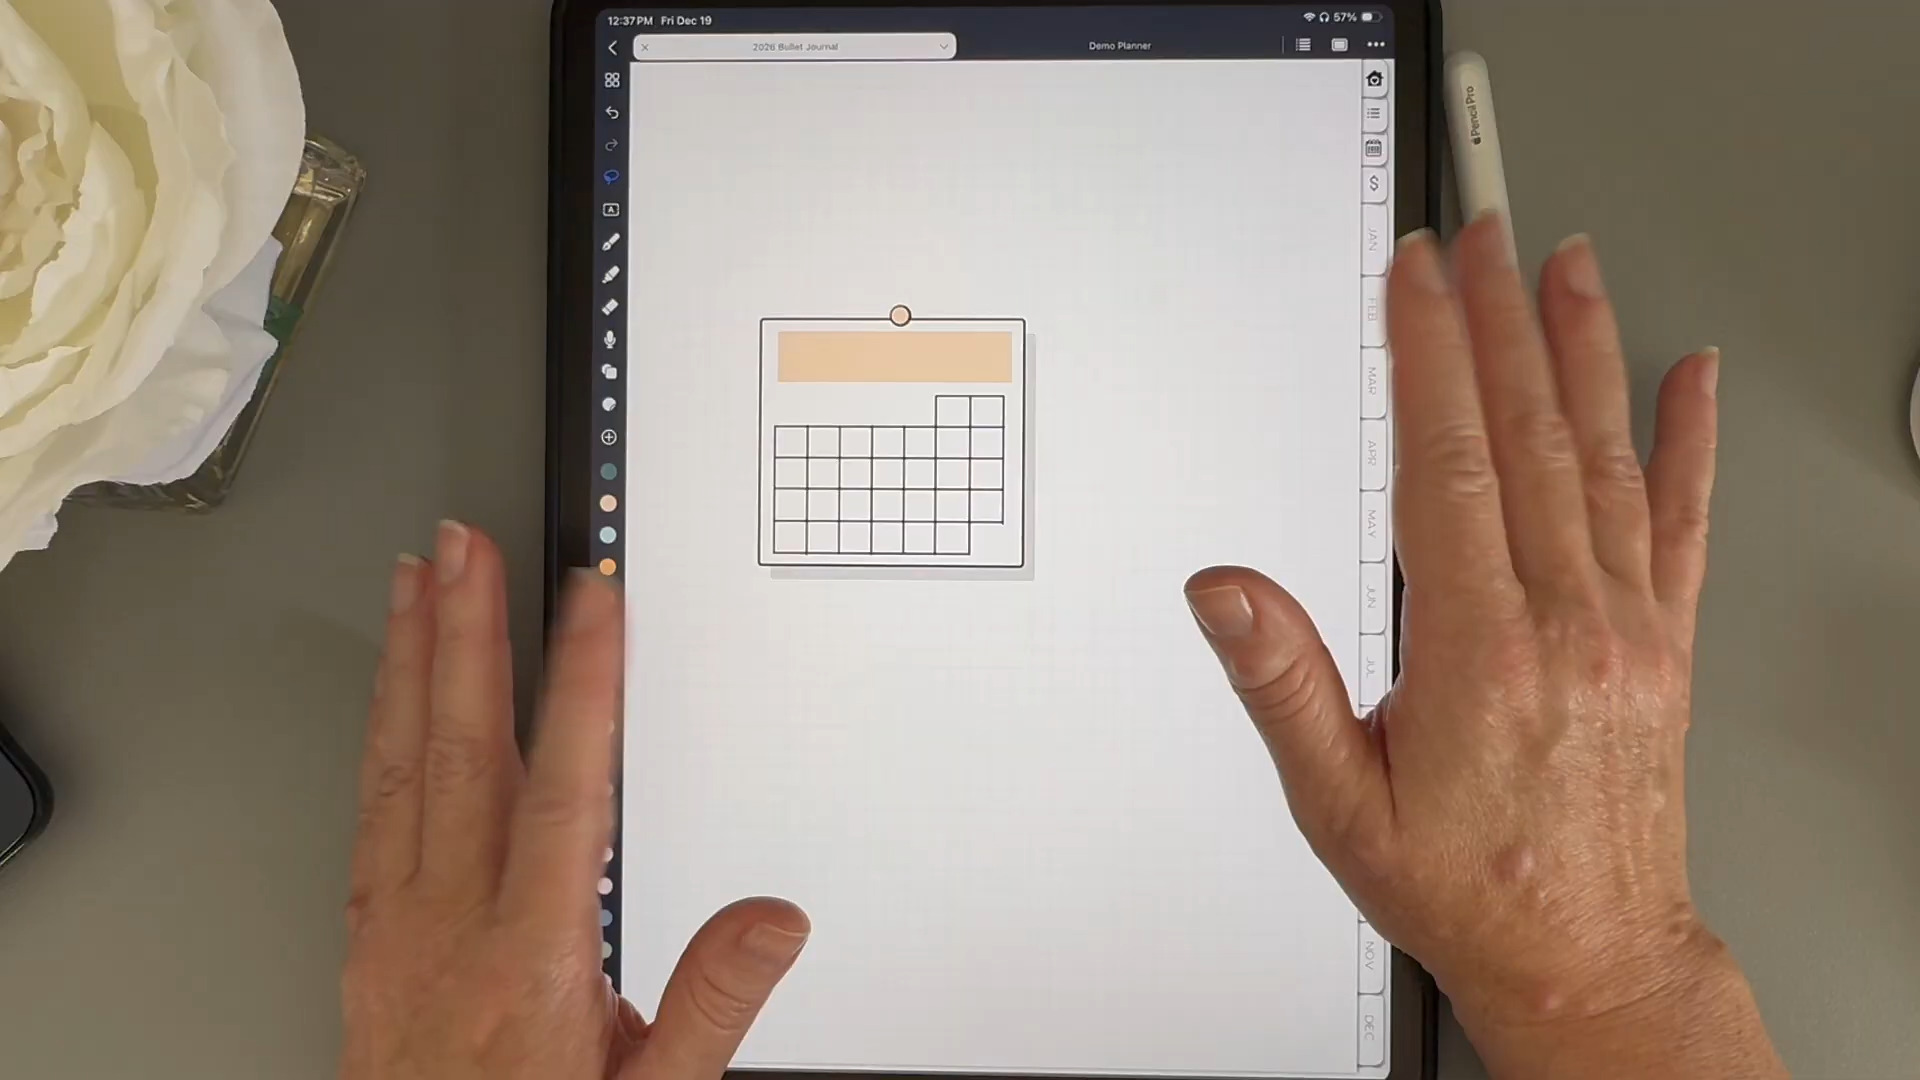 12:37 PM Fri Dec 19
57%
2026 Bullet Journal
Demo Planner
Pencil Pro
JAN
FEB
MAR
APR
MAY
JUN
JUL
NOV
DEC